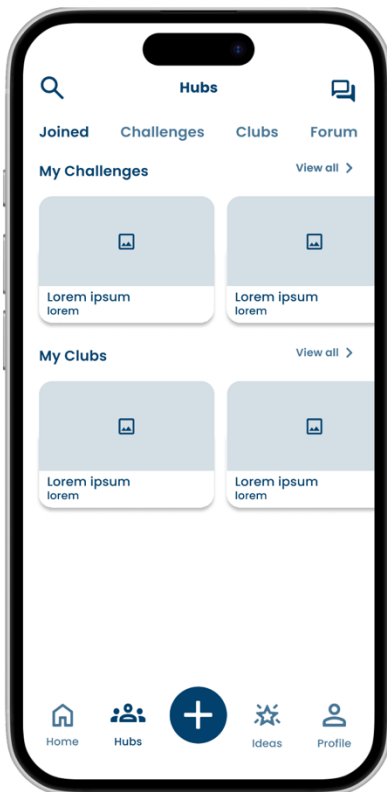 Hubs
Joined Challenges Clubs Forum
My Challenges View all
Lorem ipsum Lorem ipsum
lorem lorem
My Clubs View all
Lorem ipsum Lorem ipsum
lorem lorem
Home Hubs Ideas Profile